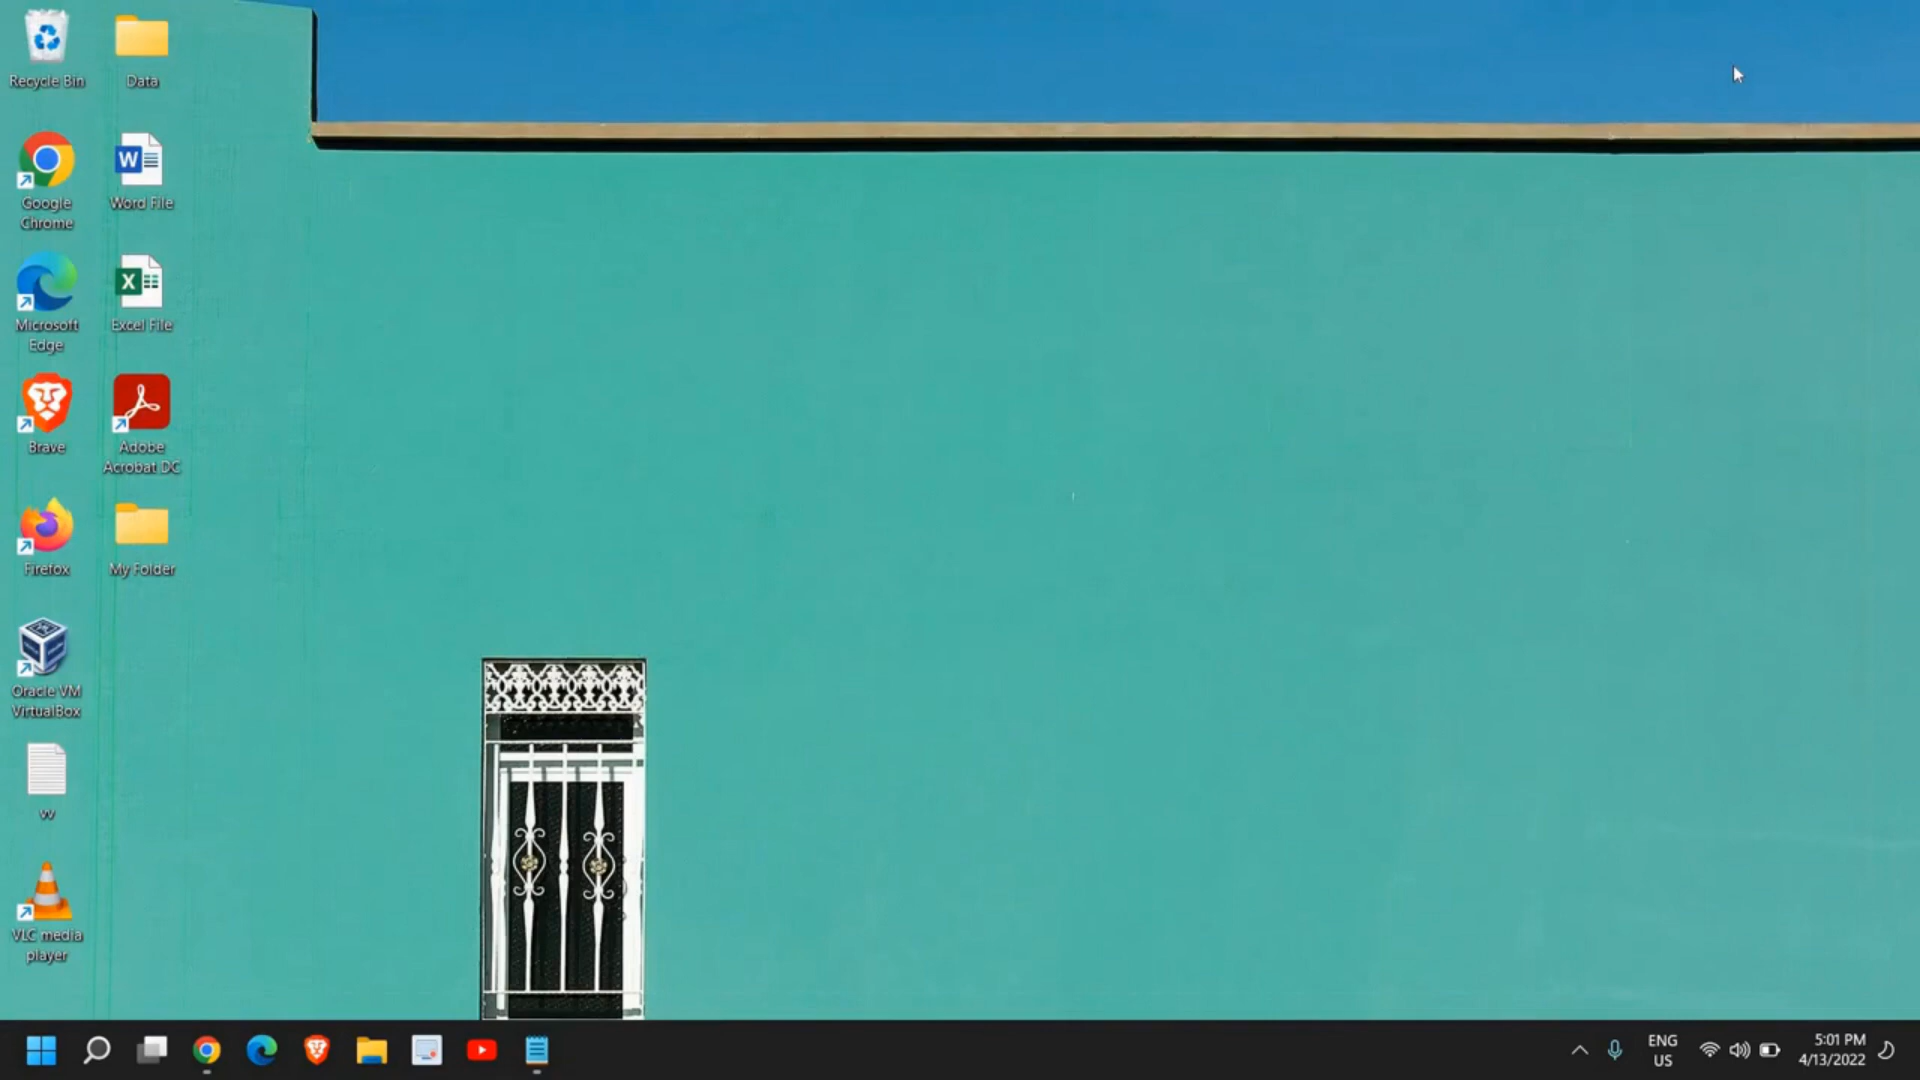 Recycle Bin
Data
Google
Chrome
Word File
Microsoft
Edge
Excel File
Brave
Adobe
Acrobat DC
Firefox
My Folder
Oracle VM
VirtualBox
vv
VLC media
player
ENG
US
5:01 PM
4/13/2022